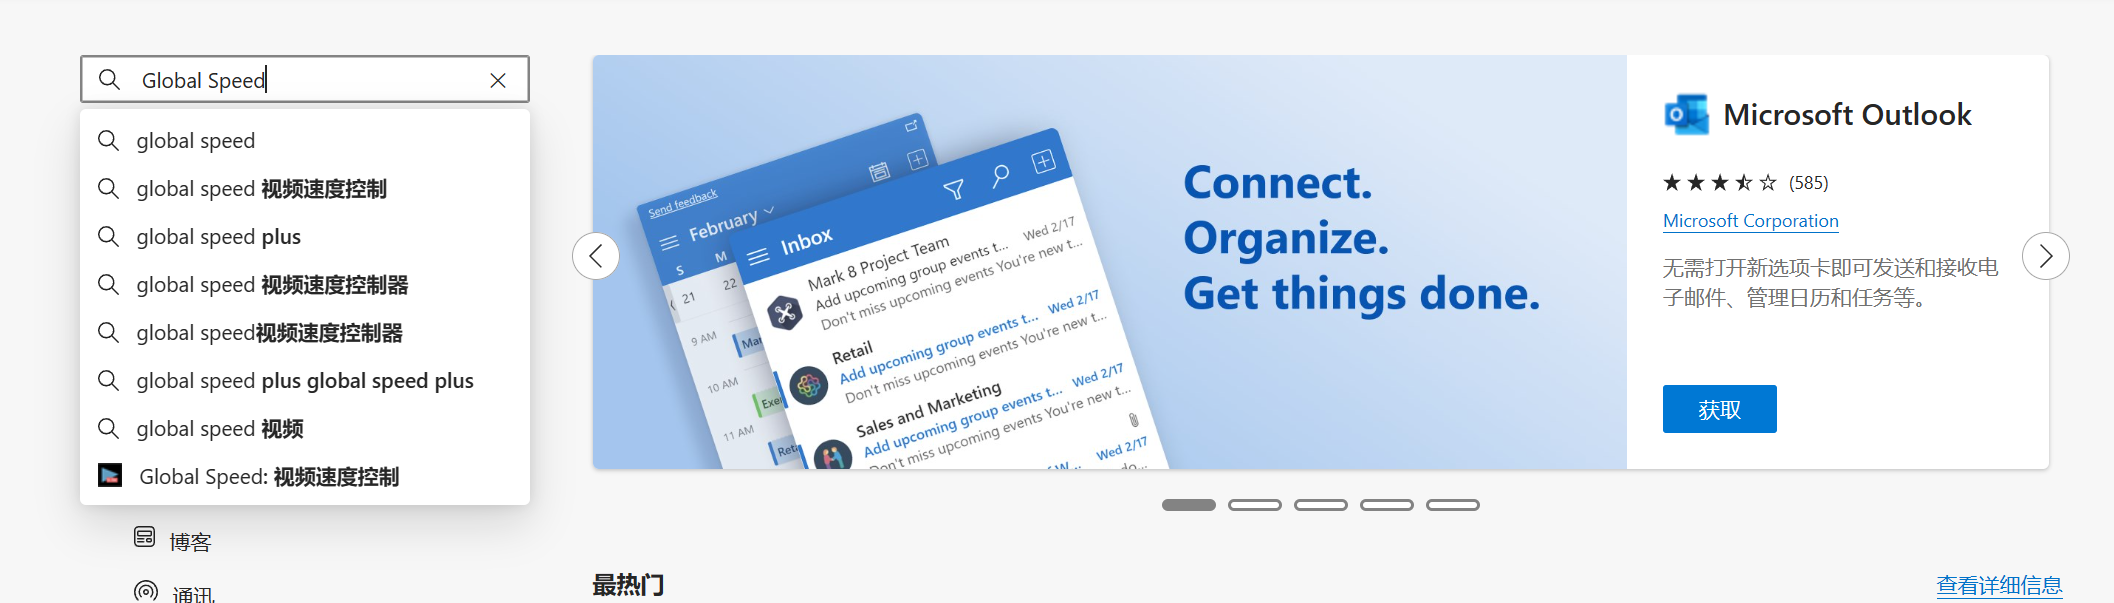 Global Speed
global speed
global speed 视频速度控制
global speed plus
global speed 视频速度控制器
global speed视频速度控制器
global speed plus global speed plus
global speed 视频
Global Speed: 视频速度控制
博客
通讯
Send feedback
February
S M
21 22
9 AM
10 AM
11 AM
Inbox
Mark 8 Project Team
Add upcoming group events t... Wed 2/17
Don't miss upcoming events You're new t...
Retail
Add upcoming group events t... Wed 2/17
Don't miss upcoming events You're new t...
Sales and Marketing
Add upcoming group events t... Wed 2/17
Don't miss upcoming events You're new t...
Wed 2/17
Connect.
Organize.
Get things done.
Microsoft Outlook
(585)
Microsoft Corporation
无需打开新选项卡即可发送和接收电
子邮件、管理日历和任务等。
获取
最热门
查看详细信息